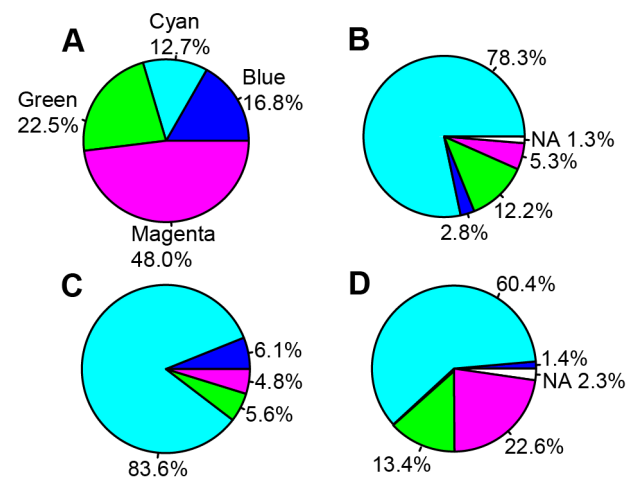 A
Cyan
12.7%
Blue
16.8%
Green
22.5%
Magenta
48.0%
B
78.3%
NA 1.3%
5.3%
12.2%
2.8%
C
6.1%
4.8%
5.6%
83.6%
D
60.4%
1.4%
NA 2.3%
22.6%
13.4%